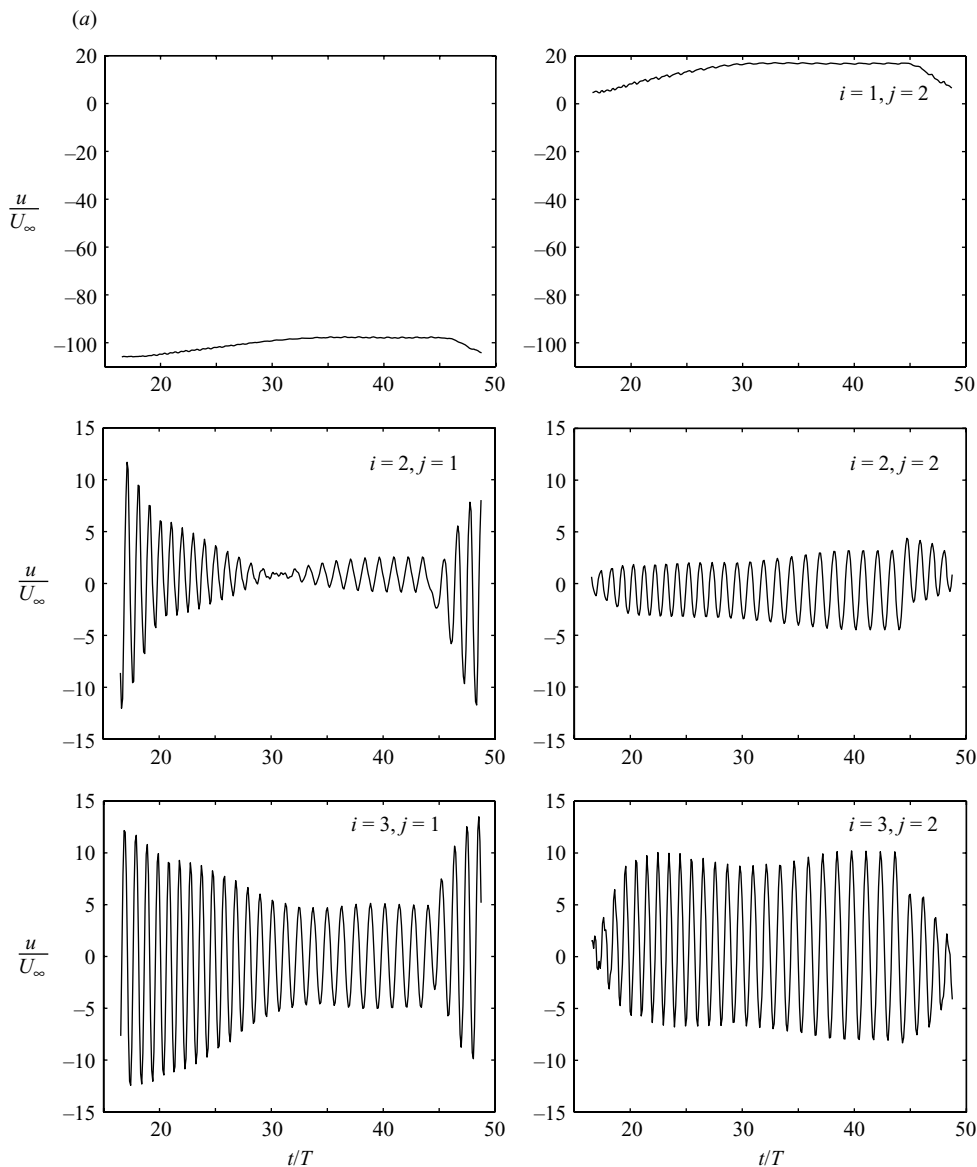 (a)
20
0
–20
–40
–60
–80
–100
u/U∞
20 30 40 50
20
0
–20
–40
–60
–80
–100
i = 1, j = 2
20 30 40 50
15
10
5
0
–5
–10
–15
u/U∞
i = 2, j = 1
20 30 40 50
15
10
5
0
–5
–10
–15
i = 2, j = 2
20 30 40 50
15
10
5
0
–5
–10
–15
u/U∞
i = 3, j = 1
20 30 40 50
t/T
15
10
5
0
–5
–10
–15
i = 3, j = 2
20 30 40 50
t/T